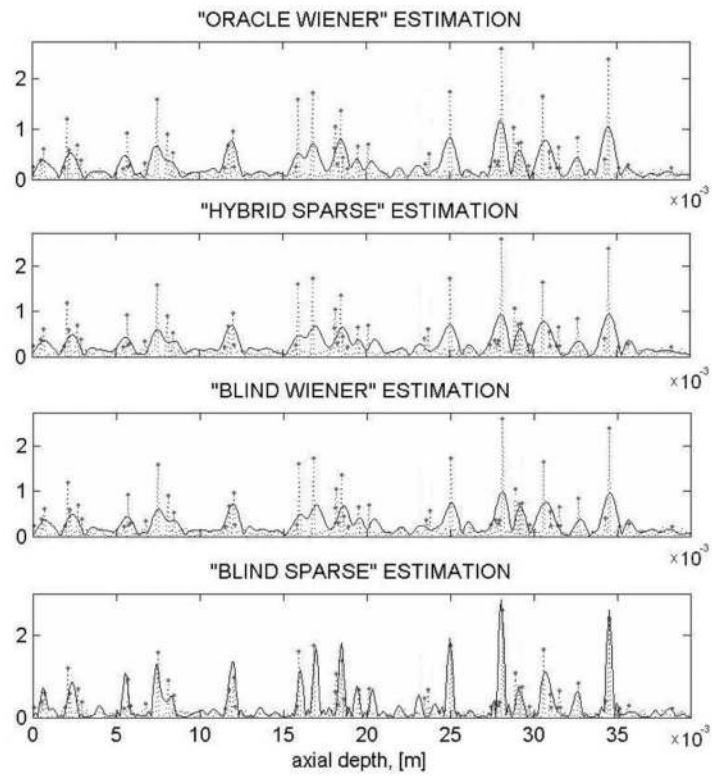 "ORACLE WIENER" ESTIMATION
2
1
0
×10⁻³
"HYBRID SPARSE" ESTIMATION
2
1
0
×10⁻³
"BLIND WIENER" ESTIMATION
2
1
0
×10⁻³
"BLIND SPARSE" ESTIMATION
2
1
0
0 5 10 15 20 25 30 35
×10⁻³
axial depth, [m]